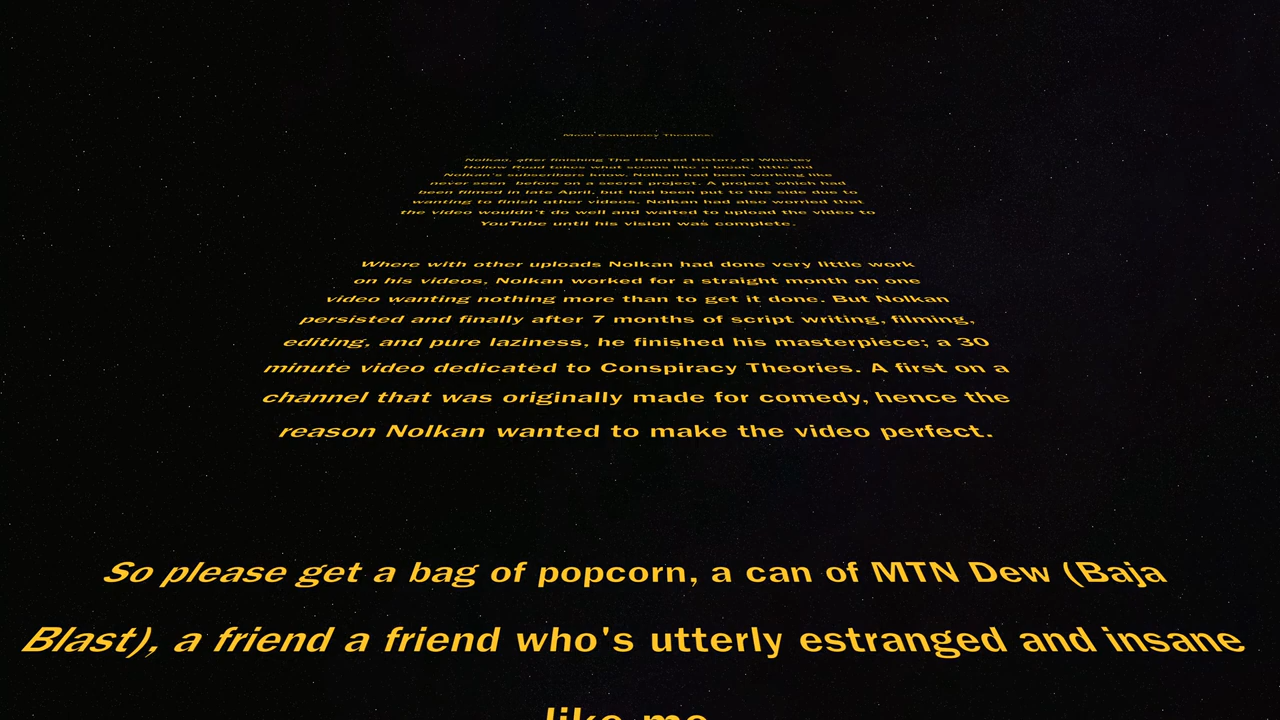 Moon Conspiracy Theories:
Nolkan, after finishing The Haunted History Of Whiskey
Hollow Road takes what seems like a break, little did
Nolkan's subscribers know, Nolkan had been working like
never seen before on a secret project. A project which had
been filmed in late April, but had been put to the side due to
wanting to finish other videos. Nolkan had also worried that
the video wouldn't do well and waited to upload the video to
YouTube until his vision was complete.
Where with other uploads Nolkan had done very little work
on his videos, Nolkan worked for a straight month on one
video wanting nothing more than to get it done. But Nolkan
persisted and finally after 7 months of script writing, filming,
editing, and pure laziness, he finished his masterpiece; a 30
minute video dedicated to Conspiracy Theories. A first on a
channel that was originally made for comedy, hence the
reason Nolkan wanted to make the video perfect.
So please get a bag of popcorn, a can of MTN Dew (Baja
Blast), a friend a friend who's utterly estranged and insane
like me